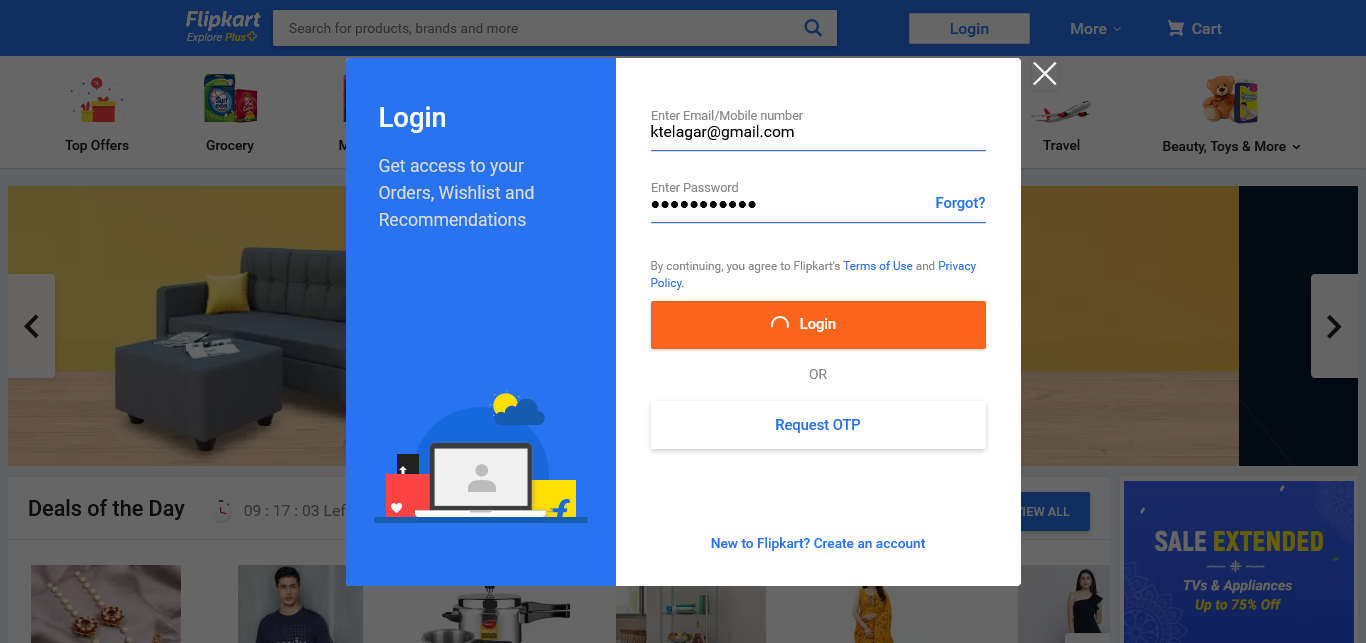 Flipkart
Explore Plus
Search for products, brands and more
Login
More
Cart
Top Offers
Grocery
Travel
Beauty, Toys & More
Login
Get access to your
Orders, Wishlist and
Recommendations
Enter Email/Mobile number
ktelagar@gmail.com
Enter Password
Forgot?
By continuing, you agree to Flipkart's Terms of Use and Privacy
Policy.
Login
OR
Request OTP
New to Flipkart? Create an account
Deals of the Day
09 : 17 : 03 Lef
VIEW ALL
SALE EXTENDED
TVs & Appliances
Up to 75% Off